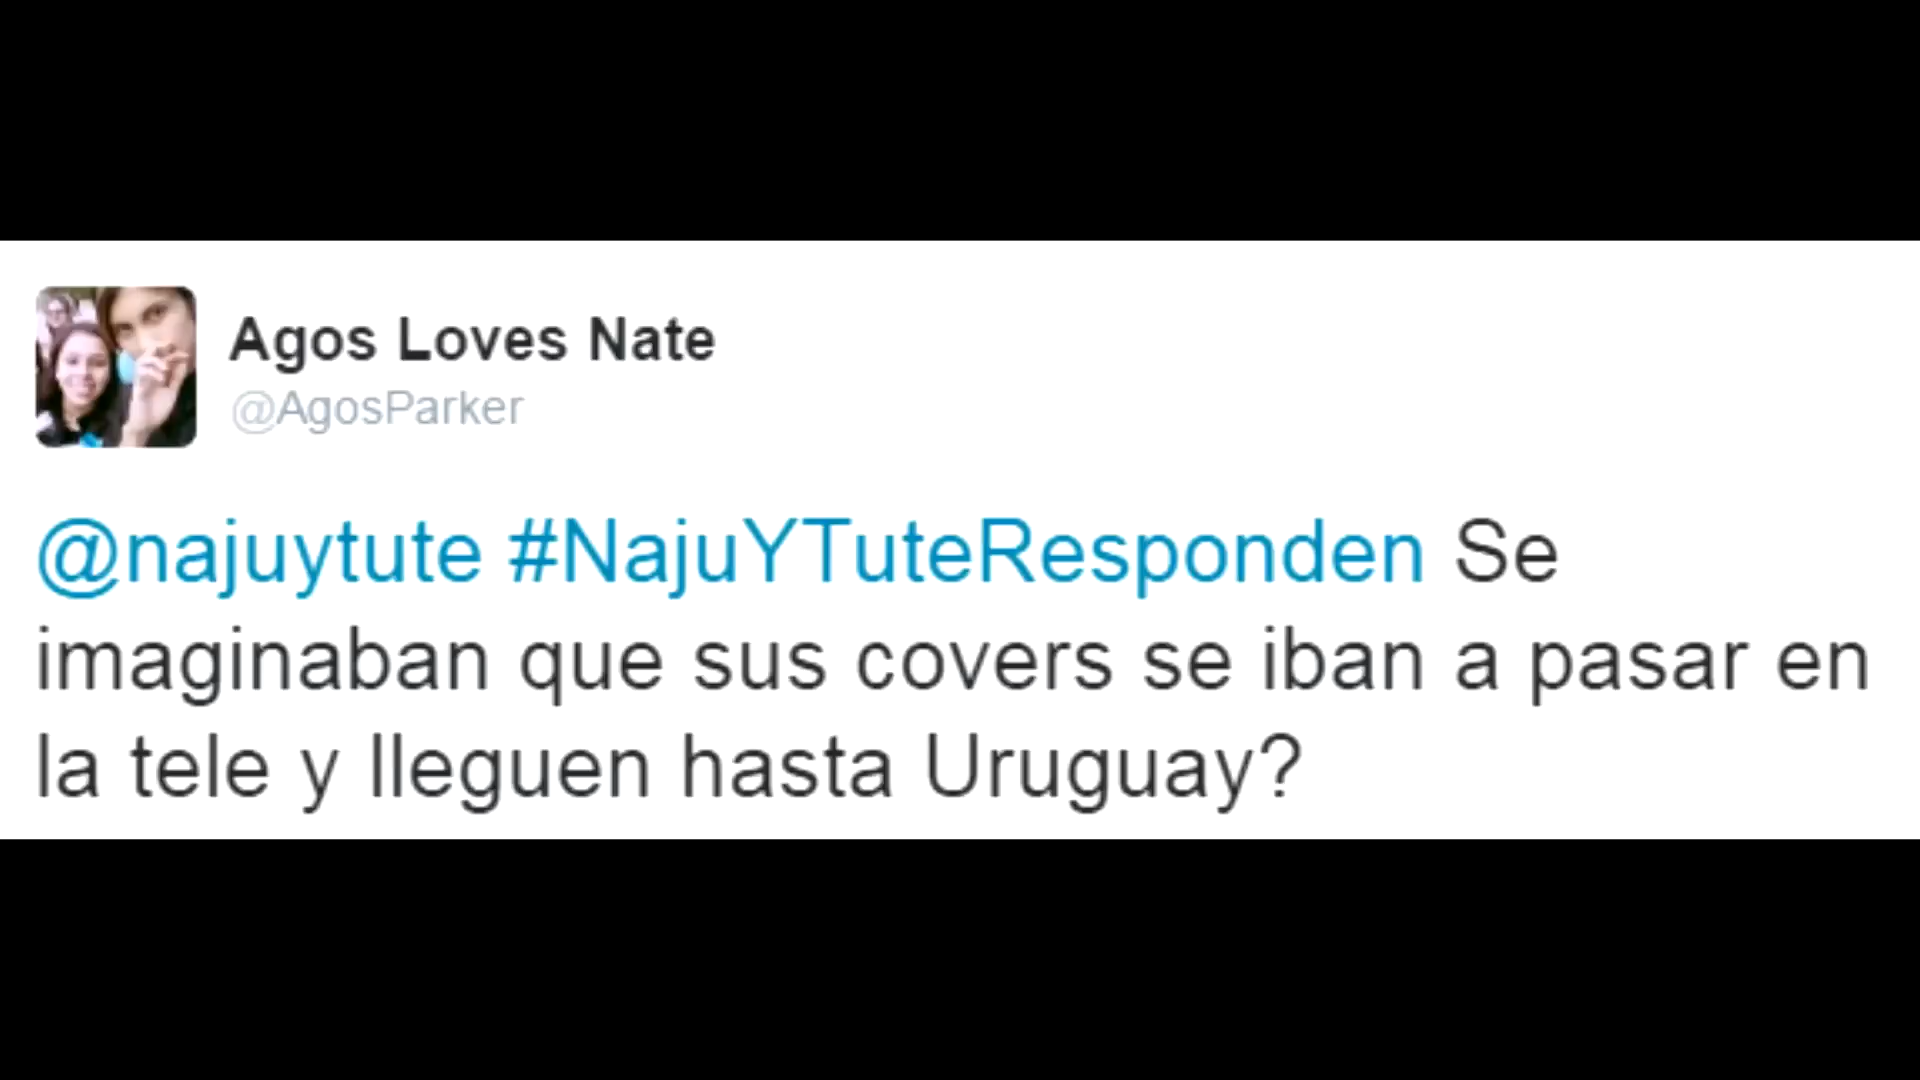 Agos Loves Nate
@AgosParker
@najuytute #NajuYTuteResponden Se
imaginaban que sus covers se iban a pasar en
la tele y lleguen hasta Uruguay?